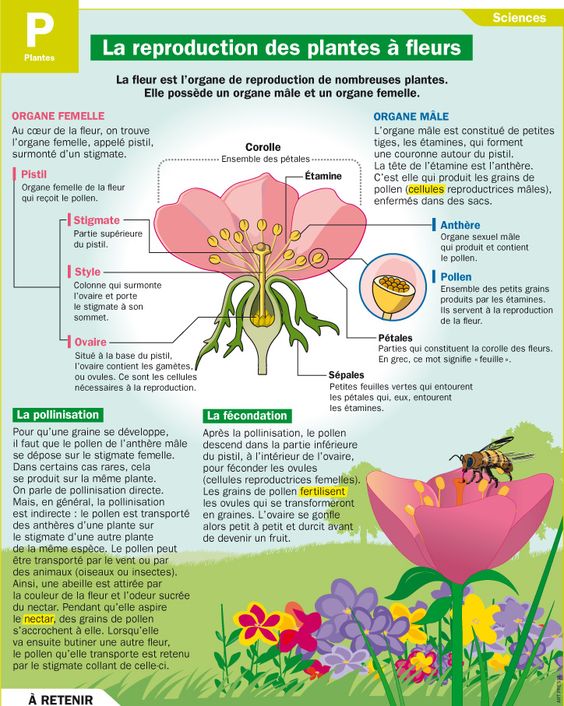 Sciences
P
Plantes
La reproduction des plantes à fleurs
La fleur est l'organe de reproduction de nombreuses plantes.
Elle possède un organe mâle et un organe femelle.
ORGANE FEMELLE
Au cœur de la fleur, on trouve
l'organe femelle, appelé pistil,
surmonté d'un stigmate.
Pistil
Organe femelle de la fleur
qui reçoit le pollen.
Stigmate
Partie supérieure
du pistil.
Style
Colonne qui surmonte
l'ovaire et porte
le stigmate à son
sommet.
Ovaire
Situé à la base du pistil,
l'ovaire contient les gamètes,
ou ovules. Ce sont les cellules
nécessaires à la reproduction.
Corolle
Ensemble des pétales
Étamine
ORGANE MÂLE
L'organe mâle est constitué de petites
tiges, les étamines, qui forment
une couronne autour du pistil.
La tête de l'étamine est l'anthère.
C'est elle qui produit les grains de
pollen (cellules reproductrices mâles),
enfermés dans des sacs.
Anthère
Organe sexuel mâle
qui produit et contient
le pollen.
Pollen
Ensemble des petits grains
produits par les étamines.
Ils servent à la reproduction
de la fleur.
Pétales
Parties qui constituent la corolle des fleurs.
En grec, ce mot signifie « feuille ».
Sépales
Petites feuilles vertes qui entourent
les pétales qui, eux, entourent
les étamines.
La pollinisation
Pour qu'une graine se développe,
il faut que le pollen de l'anthère mâle
se dépose sur le stigmate femelle.
Dans certains cas rares, cela
se produit sur la même plante.
On parle de pollinisation directe.
Mais, en général, la pollinisation
est indirecte : le pollen est transporté
des anthères d'une plante sur
le stigmate d'une autre plante
de la même espèce. Le pollen peut
être transporté par le vent ou par
des animaux (oiseaux ou insectes).
Ainsi, une abeille est attirée par
la couleur de la fleur et l'odeur sucrée
du nectar. Pendant qu'elle aspire
le nectar, des grains de pollen
s'accrochent à elle. Lorsqu'elle
va ensuite butiner une autre fleur,
le pollen qu'elle transporte est retenu
par le stigmate collant de celle-ci.
La fécondation
Après la pollinisation, le pollen
descend dans la partie inférieure
du pistil, à l'intérieur de l'ovaire,
pour féconder les ovules
(cellules reproductrices femelles).
Les grains de pollen fertilisent
les ovules qui se transformeront
en graines. L'ovaire se gonfle
alors petit à petit et durcit avant
de devenir un fruit.
À RETENIR